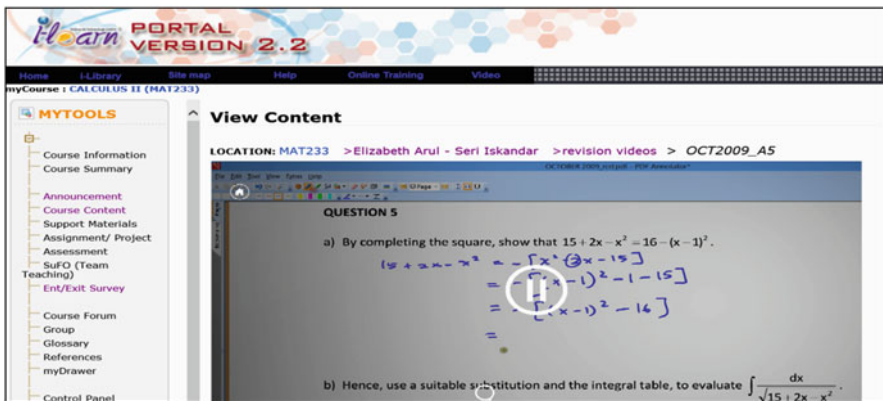 i-learn PORTAL
VERSION 2.2
Home I-Library Site map Help Online Training Video
myCourse : CALCULUS II (MAT233)
MYTOOLS
Course Information
Course Summary
Announcement
Course Content
Support Materials
Assignment/ Project
Assessment
SuFO (Team
Teaching)
Ent/Exit Survey
Course Forum
Group
Glossary
References
myDrawer
Control Panel
View Content
LOCATION: MAT233 >Elizabeth Arul - Seri Iskandar >revision videos > OCT2009_A5
QUESTION 5
a) By completing the square, show that 15 + 2x – x² = 16 – (x – 1)².
15 + 2x – x² = – [x² – 2x – 15]
= – [(x – 1)² – 1 – 15]
= – [(x – 1)² – 16]
=
b) Hence, use a suitable substitution and the integral table, to evaluate ∫ dx / √15 + 2x – x² .